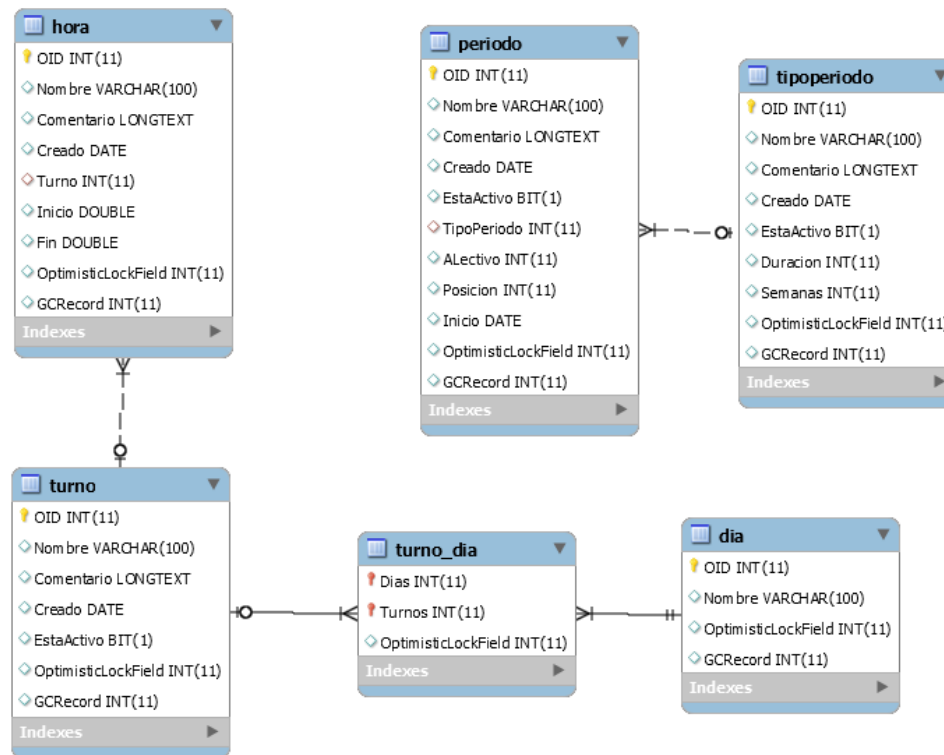 hora
OID INT(11)
Nombre VARCHAR(100)
Comentario LONGTEXT
Creado DATE
Turno INT(11)
Inicio DOUBLE
Fin DOUBLE
OptimisticLockField INT(11)
GCRecord INT(11)
Indexes
periodo
OID INT(11)
Nombre VARCHAR(100)
Comentario LONGTEXT
Creado DATE
EstaActivo BIT(1)
TipoPeriodo INT(11)
ALectivo INT(11)
Posicion INT(11)
Inicio DATE
OptimisticLockField INT(11)
GCRecord INT(11)
Indexes
tipoperiodo
OID INT(11)
Nombre VARCHAR(100)
Comentario LONGTEXT
Creado DATE
EstaActivo BIT(1)
Duracion INT(11)
Semanas INT(11)
OptimisticLockField INT(11)
GCRecord INT(11)
Indexes
turno
OID INT(11)
Nombre VARCHAR(100)
Comentario LONGTEXT
Creado DATE
EstaActivo BIT(1)
OptimisticLockField INT(11)
GCRecord INT(11)
Indexes
turno_dia
Dias INT(11)
Turnos INT(11)
OptimisticLockField INT(11)
Indexes
dia
OID INT(11)
Nombre VARCHAR(100)
OptimisticLockField INT(11)
GCRecord INT(11)
Indexes